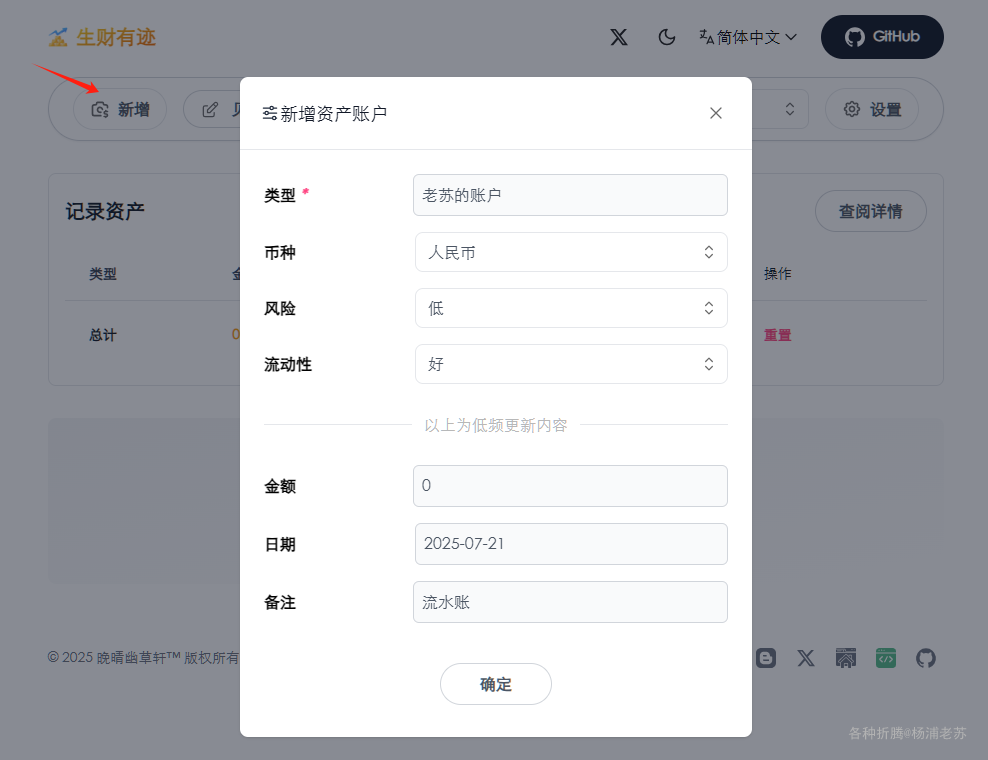 生财有迹
简体中文
GitHub
新增
设置
新增资产账户
记录资产
查阅详情
类型 *
老苏的账户
币种
人民币
类型
操作
风险
低
总计
0
重置
流动性
好
以上为低频更新内容
金额
0
日期
2025-07-21
备注
流水账
© 2025 晚晴幽草轩™ 版权所有
确定
各种折腾@杨浦老苏